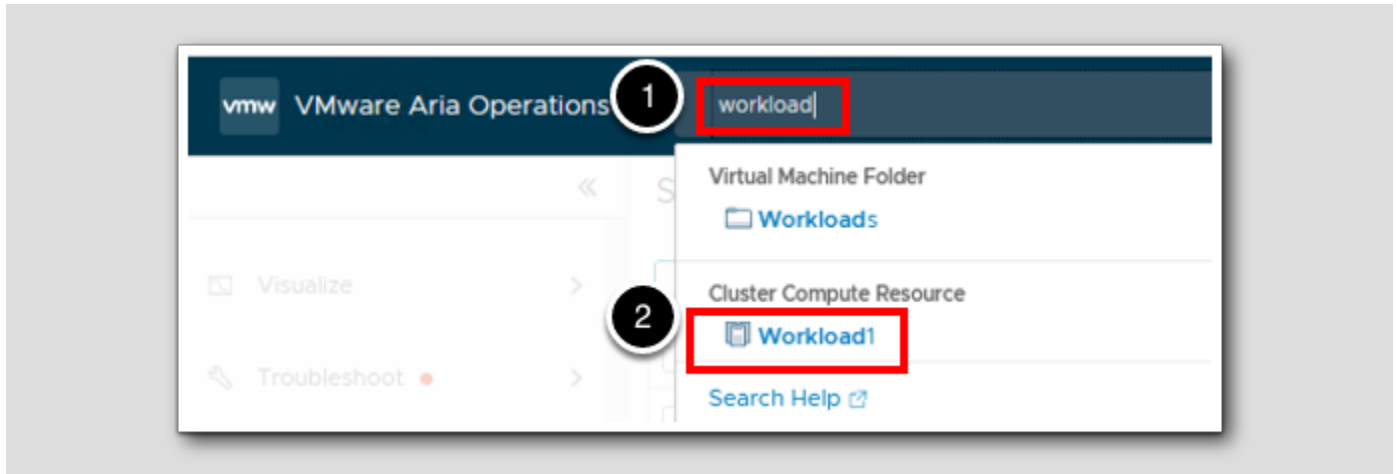 vmw VMware Aria Operations 1 workload
« S Virtual Machine Folder
Workloads
Visualize >
Cluster Compute Resource
2 Workload1
Troubleshoot >
Search Help